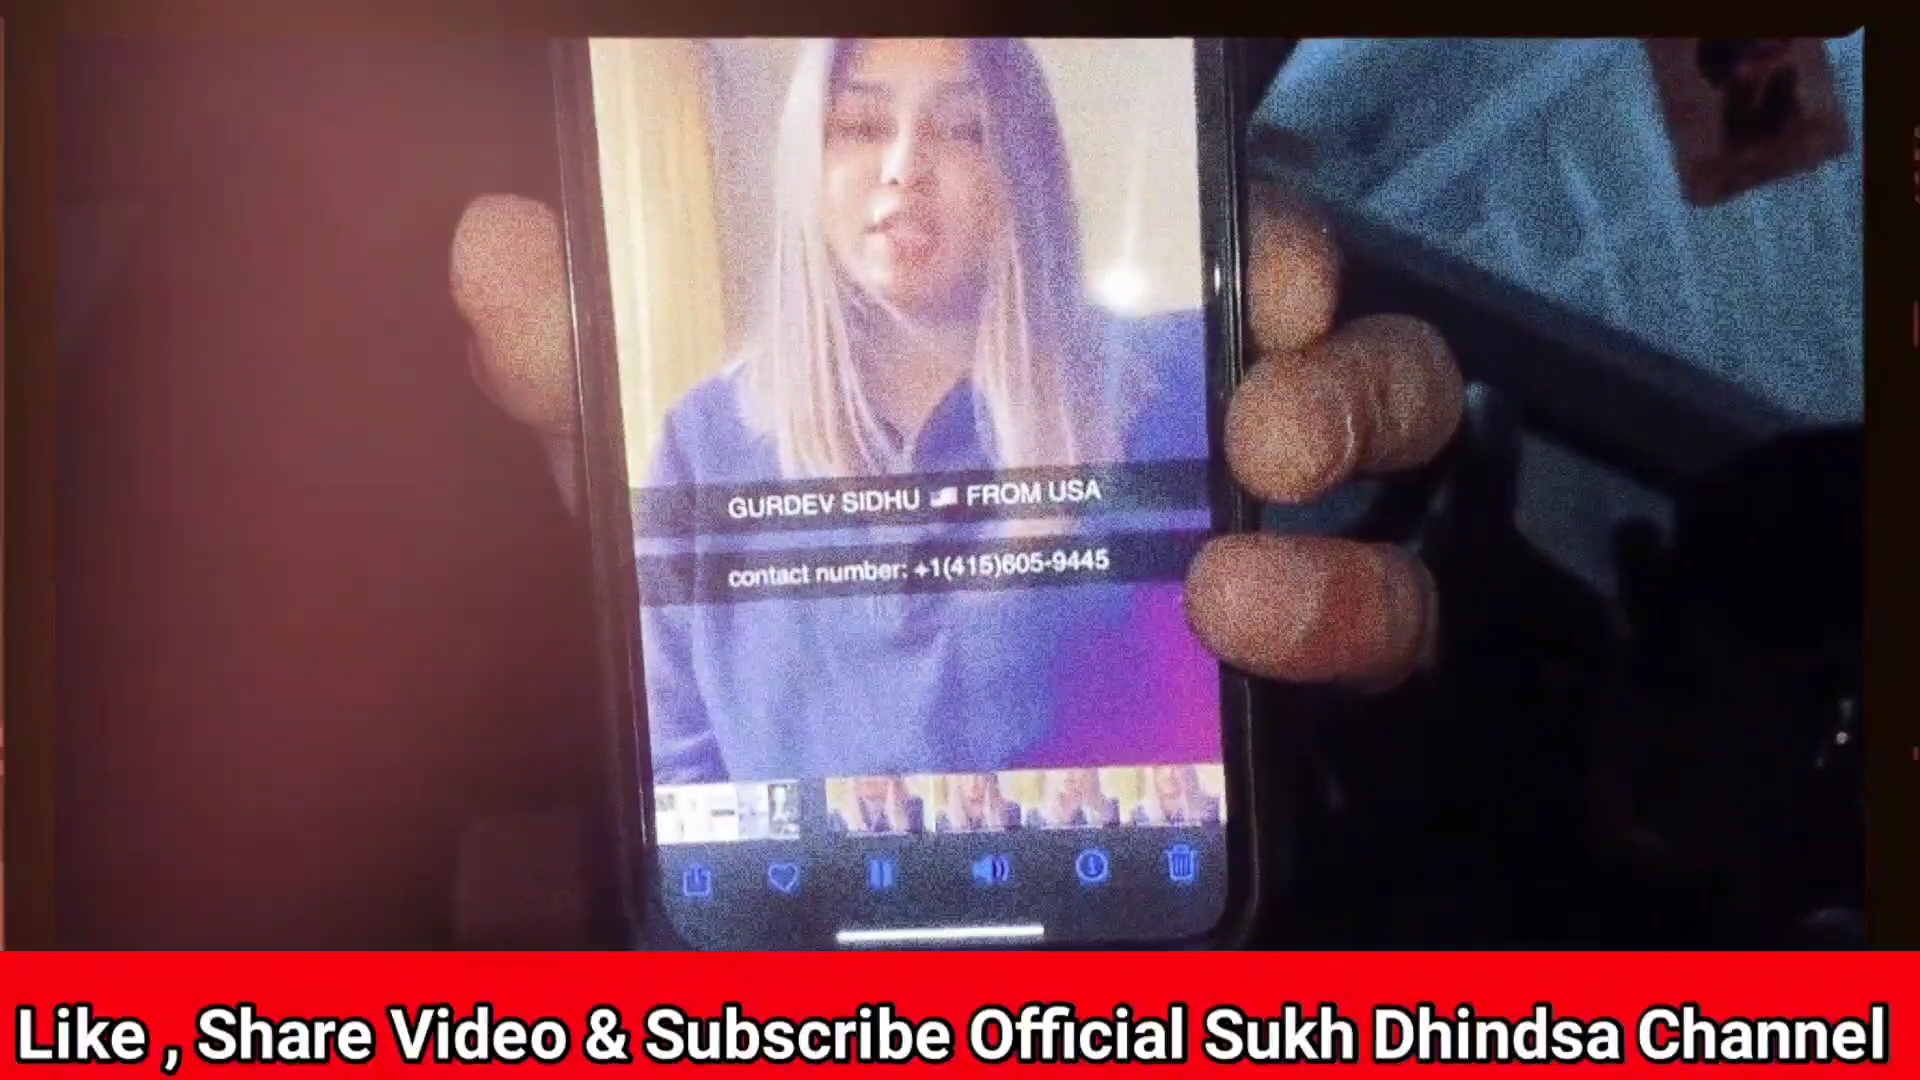 GURDEV SIDHU 🇺🇸 FROM USA
contact number: +1(415)605-9445
Like , Share Video & Subscribe Official Sukh Dhindsa Channel